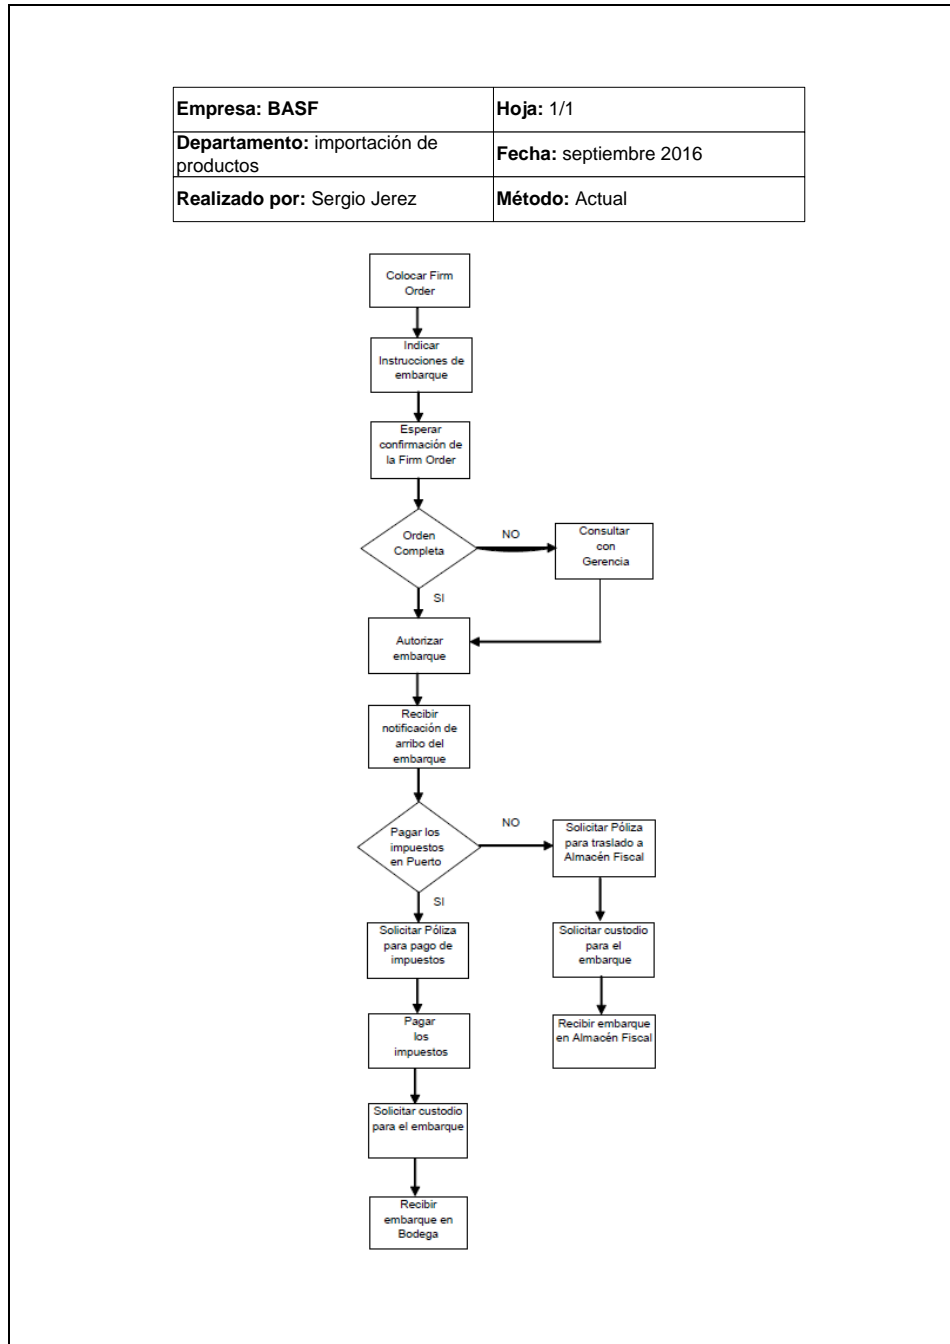 Empresa: BASF
Hoja: 1/1
Departamento: importación de
productos
Fecha: septiembre 2016
Realizado por: Sergio Jerez
Método: Actual
Colocar Firm
Order
Indicar
Instrucciones de
embarque
Esperar
confirmación de
la Firm Order
Orden
Completa
NO
Consultar
con
Gerencia
SI
Autorizar
embarque
Recibir
notificación de
arribo del
embarque
Pagar los
impuestos
en Puerto
NO
Solicitar Póliza
para traslado a
Almacén Fiscal
SI
Solicitar Póliza
para pago de
impuestos
Solicitar custodio
para el
embarque
Pagar
los
impuestos
Recibir embarque
en Almacén Fiscal
Solicitar custodio
para el embarque
Recibir
embarque en
Bodega